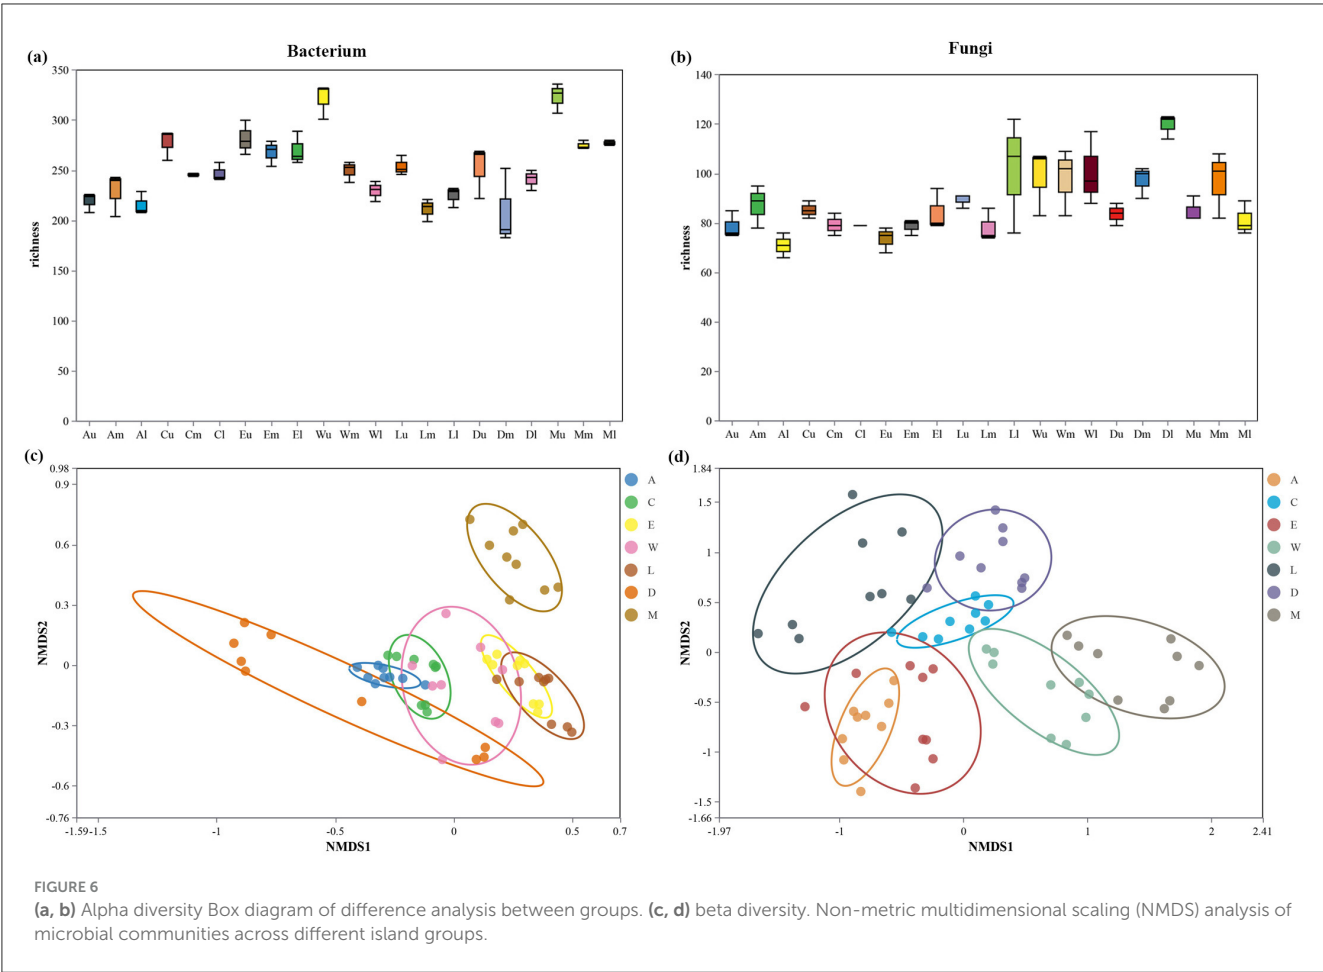 Bacterium
Fungi
(a)
(b)
350
300
250
200
150
100
50
0
richness
Au Am Al Cu Cm Cl Eu Em El Wu Wm Wl Lu Lm Ll Du Dm Dl Mu Mm Ml
140
120
100
80
60
40
20
0
richness
Au Am Al Cu Cm Cl Eu Em El Lu Lm Ll Wu Wm Wl Du Dm Dl Mu Mm Ml
(c)
0.98
0.9
0.6
0.3
0
-0.3
-0.6
-0.76
NMDS2
-1.59 -1.5 -1 -0.5 0 0.5 0.7
NMDS1
A
C
E
W
L
D
M
(d)
1.84
1.5
1
0.5
0
-0.5
-1
-1.5
-1.66
NMDS2
-1.97 -1 0 1 2 2.41
NMDS1
A
C
E
W
L
D
M
FIGURE 6
(a, b) Alpha diversity Box diagram of difference analysis between groups. (c, d) beta diversity. Non-metric multidimensional scaling (NMDS) analysis of
microbial communities across different island groups.